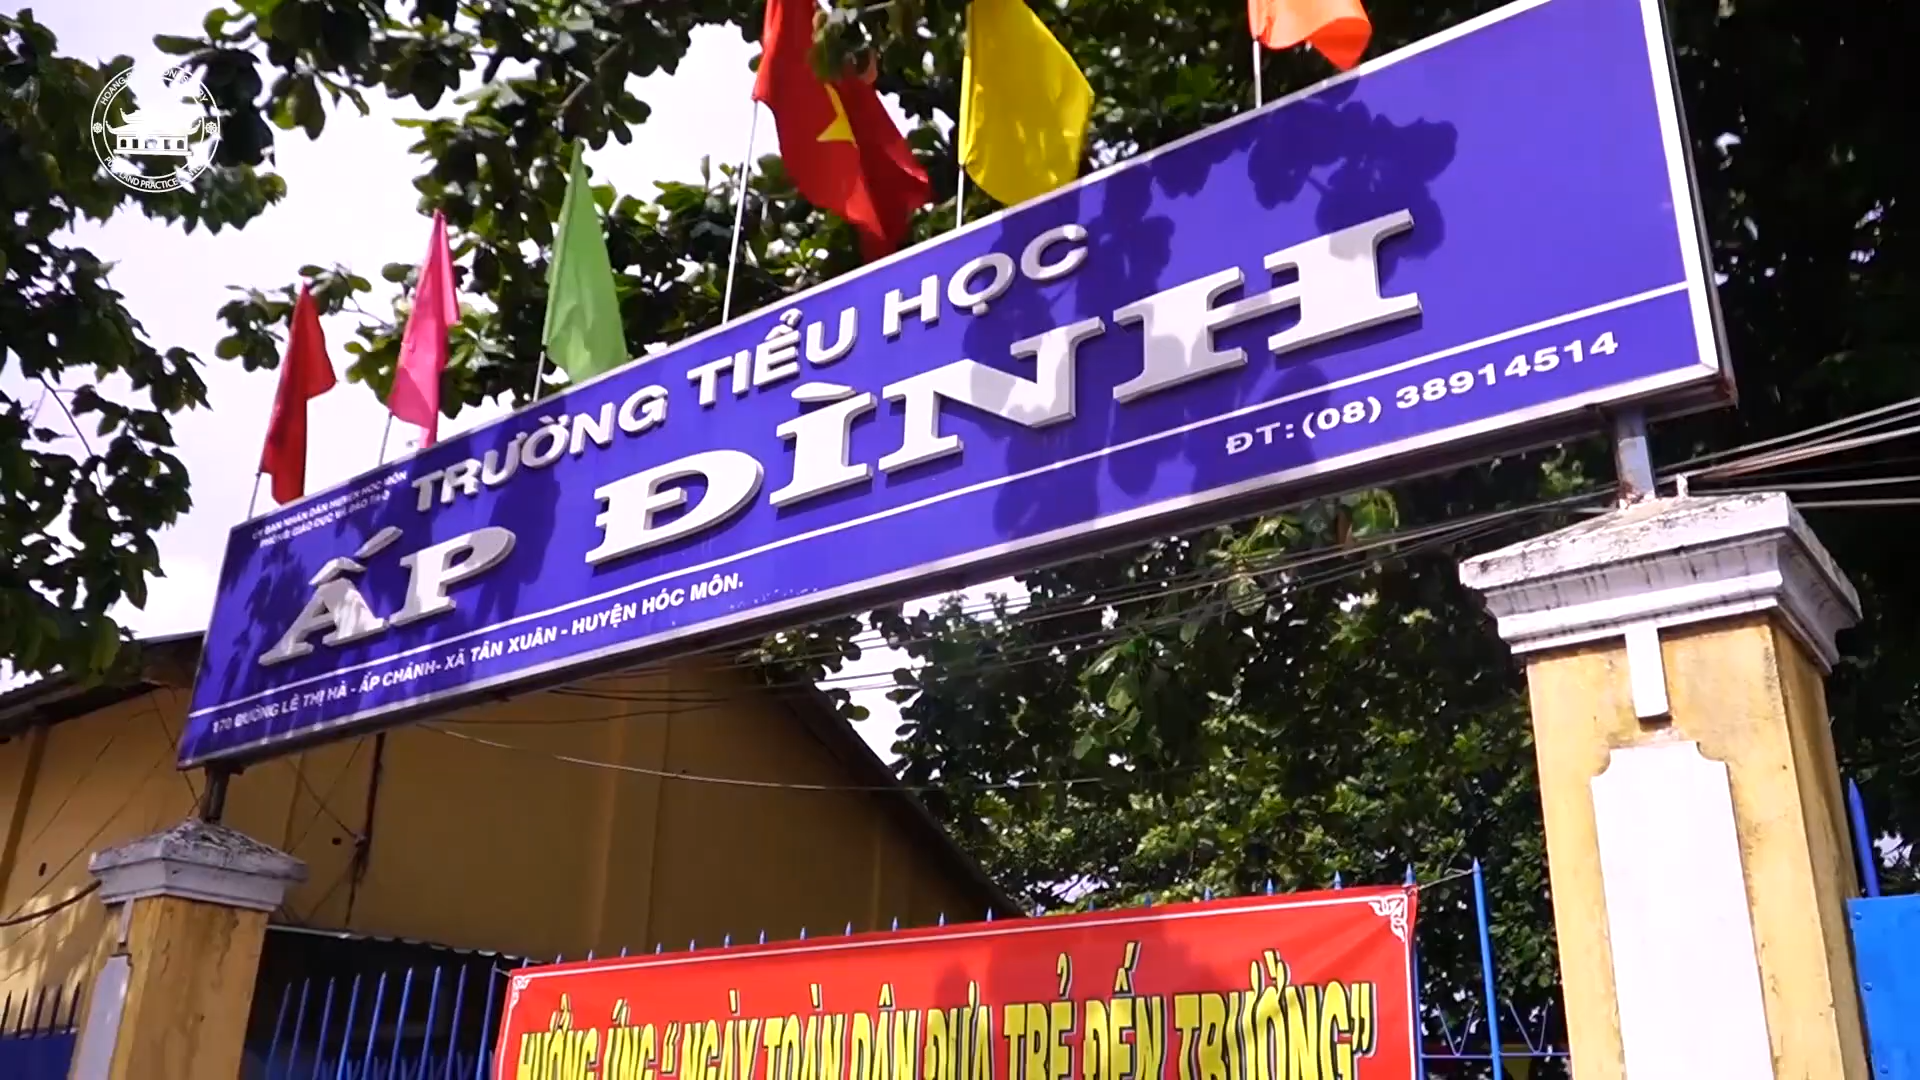 ỦY BAN NHÂN DÂN HUYỆN HÓC MÔN
PHÒNG GIÁO DỤC VÀ ĐÀO TẠO
TRƯỜNG TIỂU HỌC
ẤP ĐÌNH
ĐT: (08) 38914514
170 ĐƯỜNG LÊ THỊ HÀ - ẤP CHÁNH- XÃ TÂN XUÂN - HUYỆN HÓC MÔN.
HƯỞNG ỨNG “NGÀY TOÀN DÂN ĐƯA TRẺ ĐẾN TRƯỜNG”